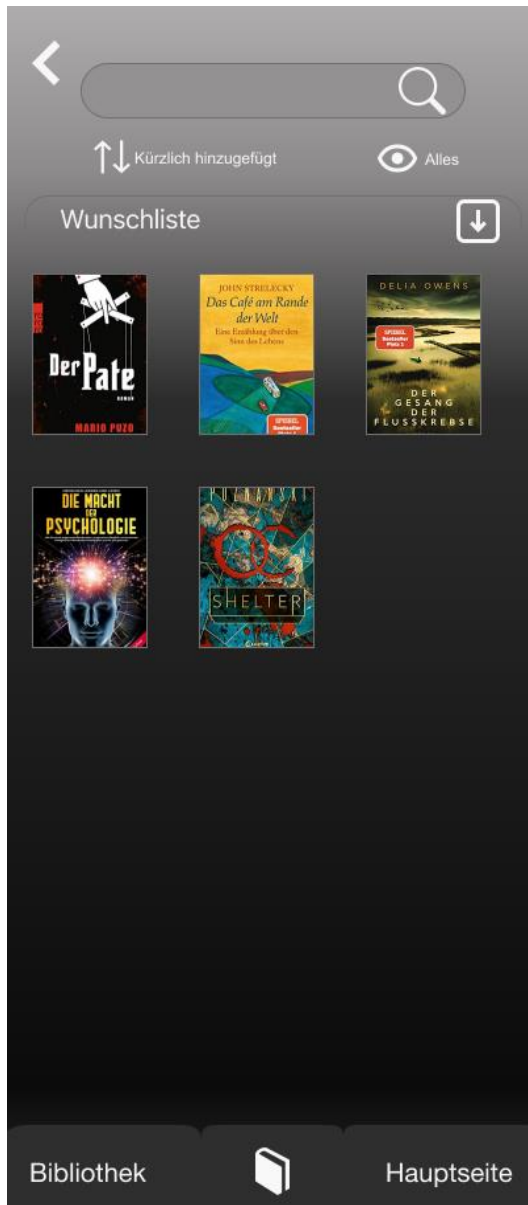 Kürzlich hinzugefügt
Alles
Wunschliste
Der Pate
ROMAN
MARIO PUZO
JOHN STRELECKY
Das Café am Rande
der Welt
Eine Erzählung über den
Sinn des Lebens
SPIEGEL
Bestseller
DELIA OWENS
SPIEGEL
Bestseller
Platz 1
DER
GESANG
DER
FLUSSKREBSE
DIE MACHT
DER
PSYCHOLOGIE
POZNANSKI
SHELTER
Bibliothek
Hauptseite